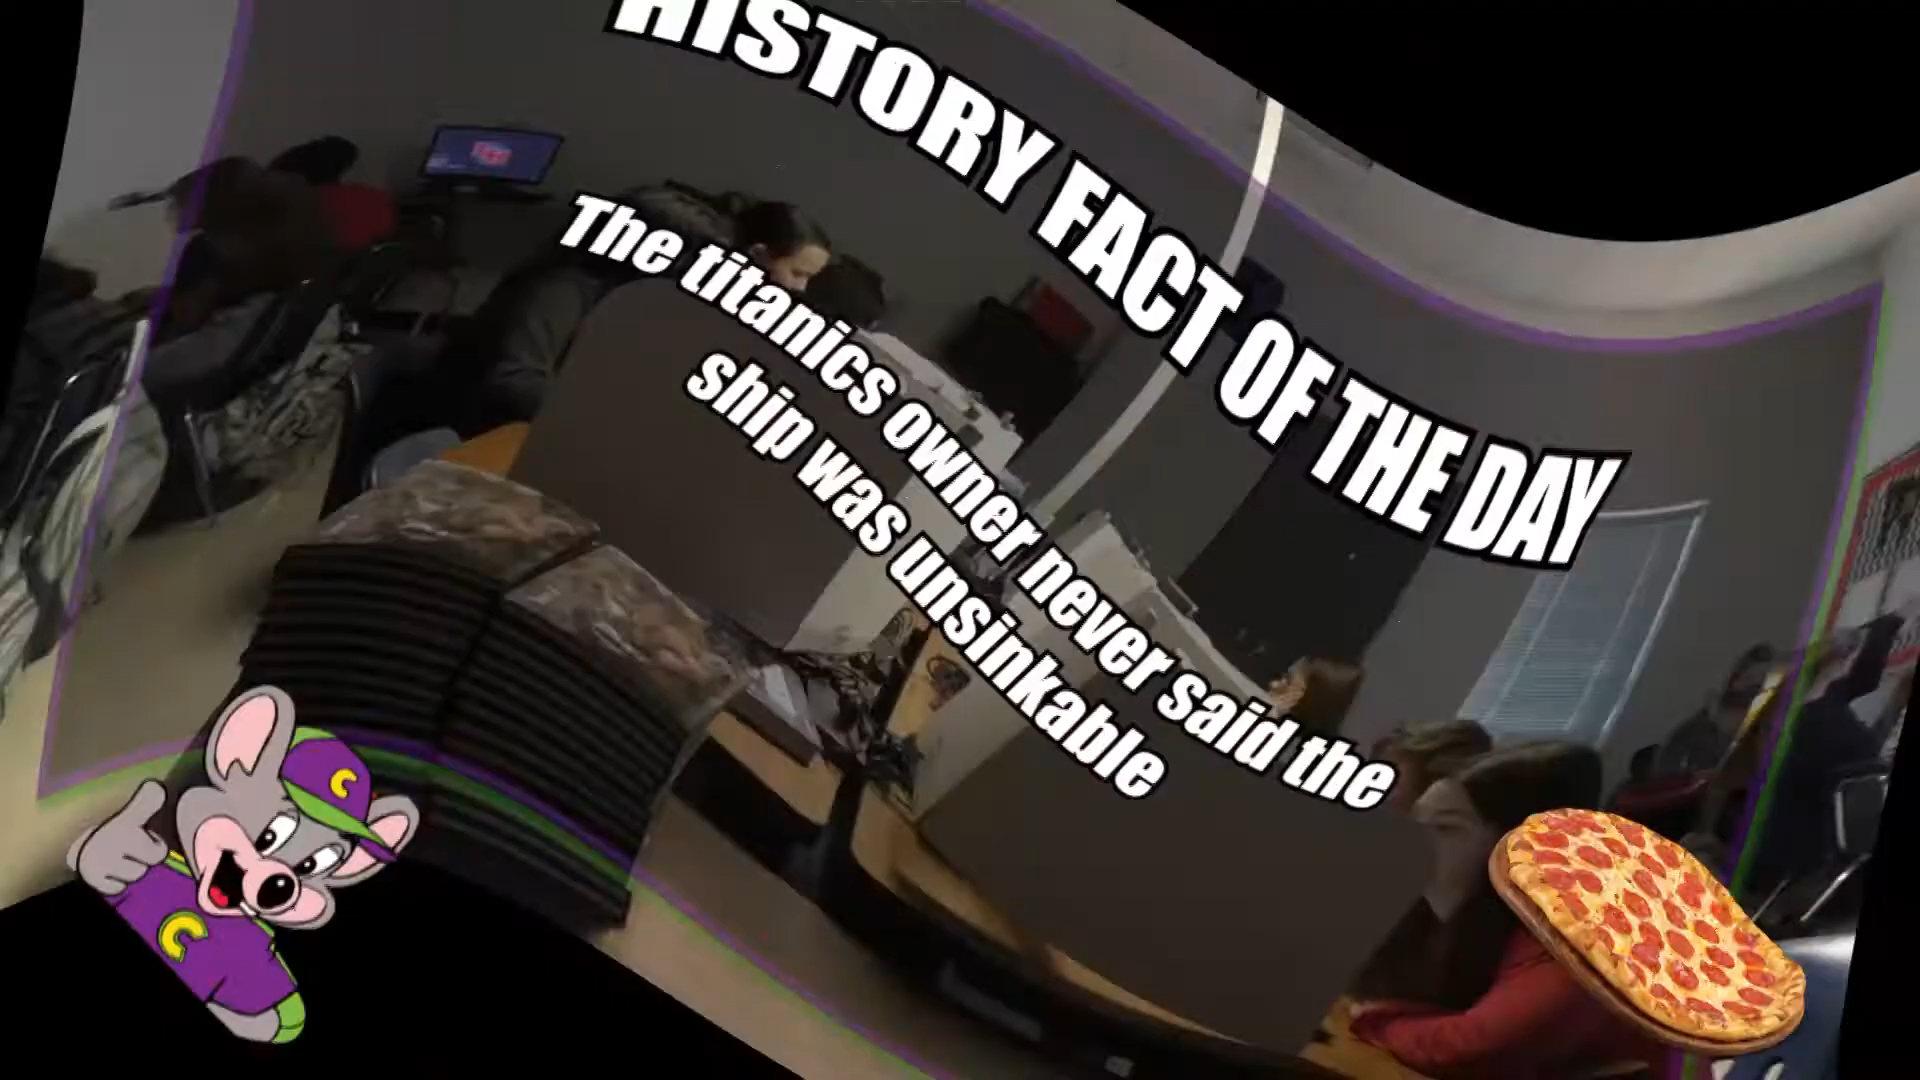 HISTORY FACT OF THE DAY
The titanics owner never said the
ship was unsinkable
C
C